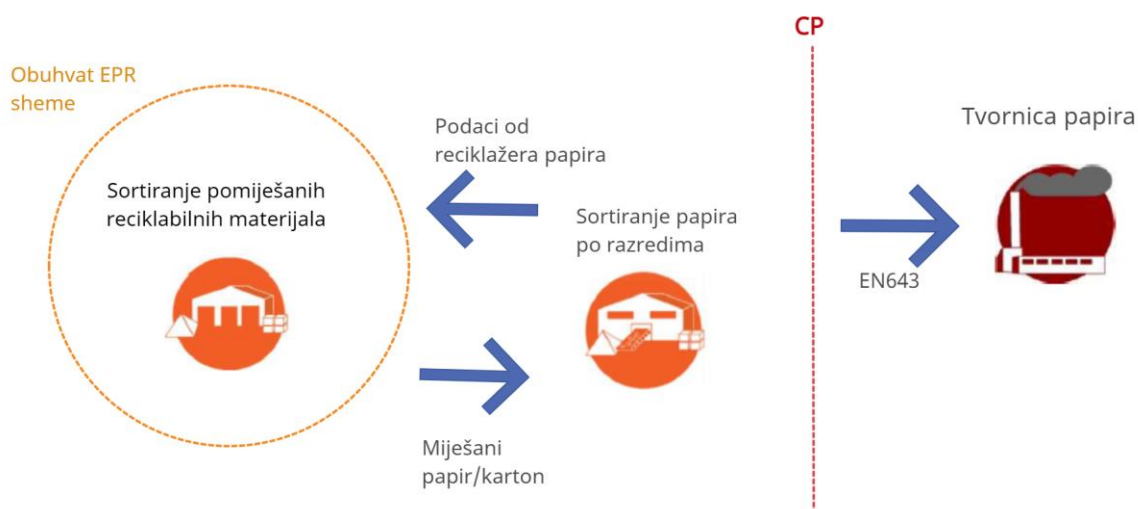 Obuhvat EPR
sheme
Sortiranje pomiješanih
reciklabilnih materijala
Podaci od
reciklažera papira
Miješani
papir/karton
Sortiranje papira
po razredima
CP
EN643
Tvornica papira